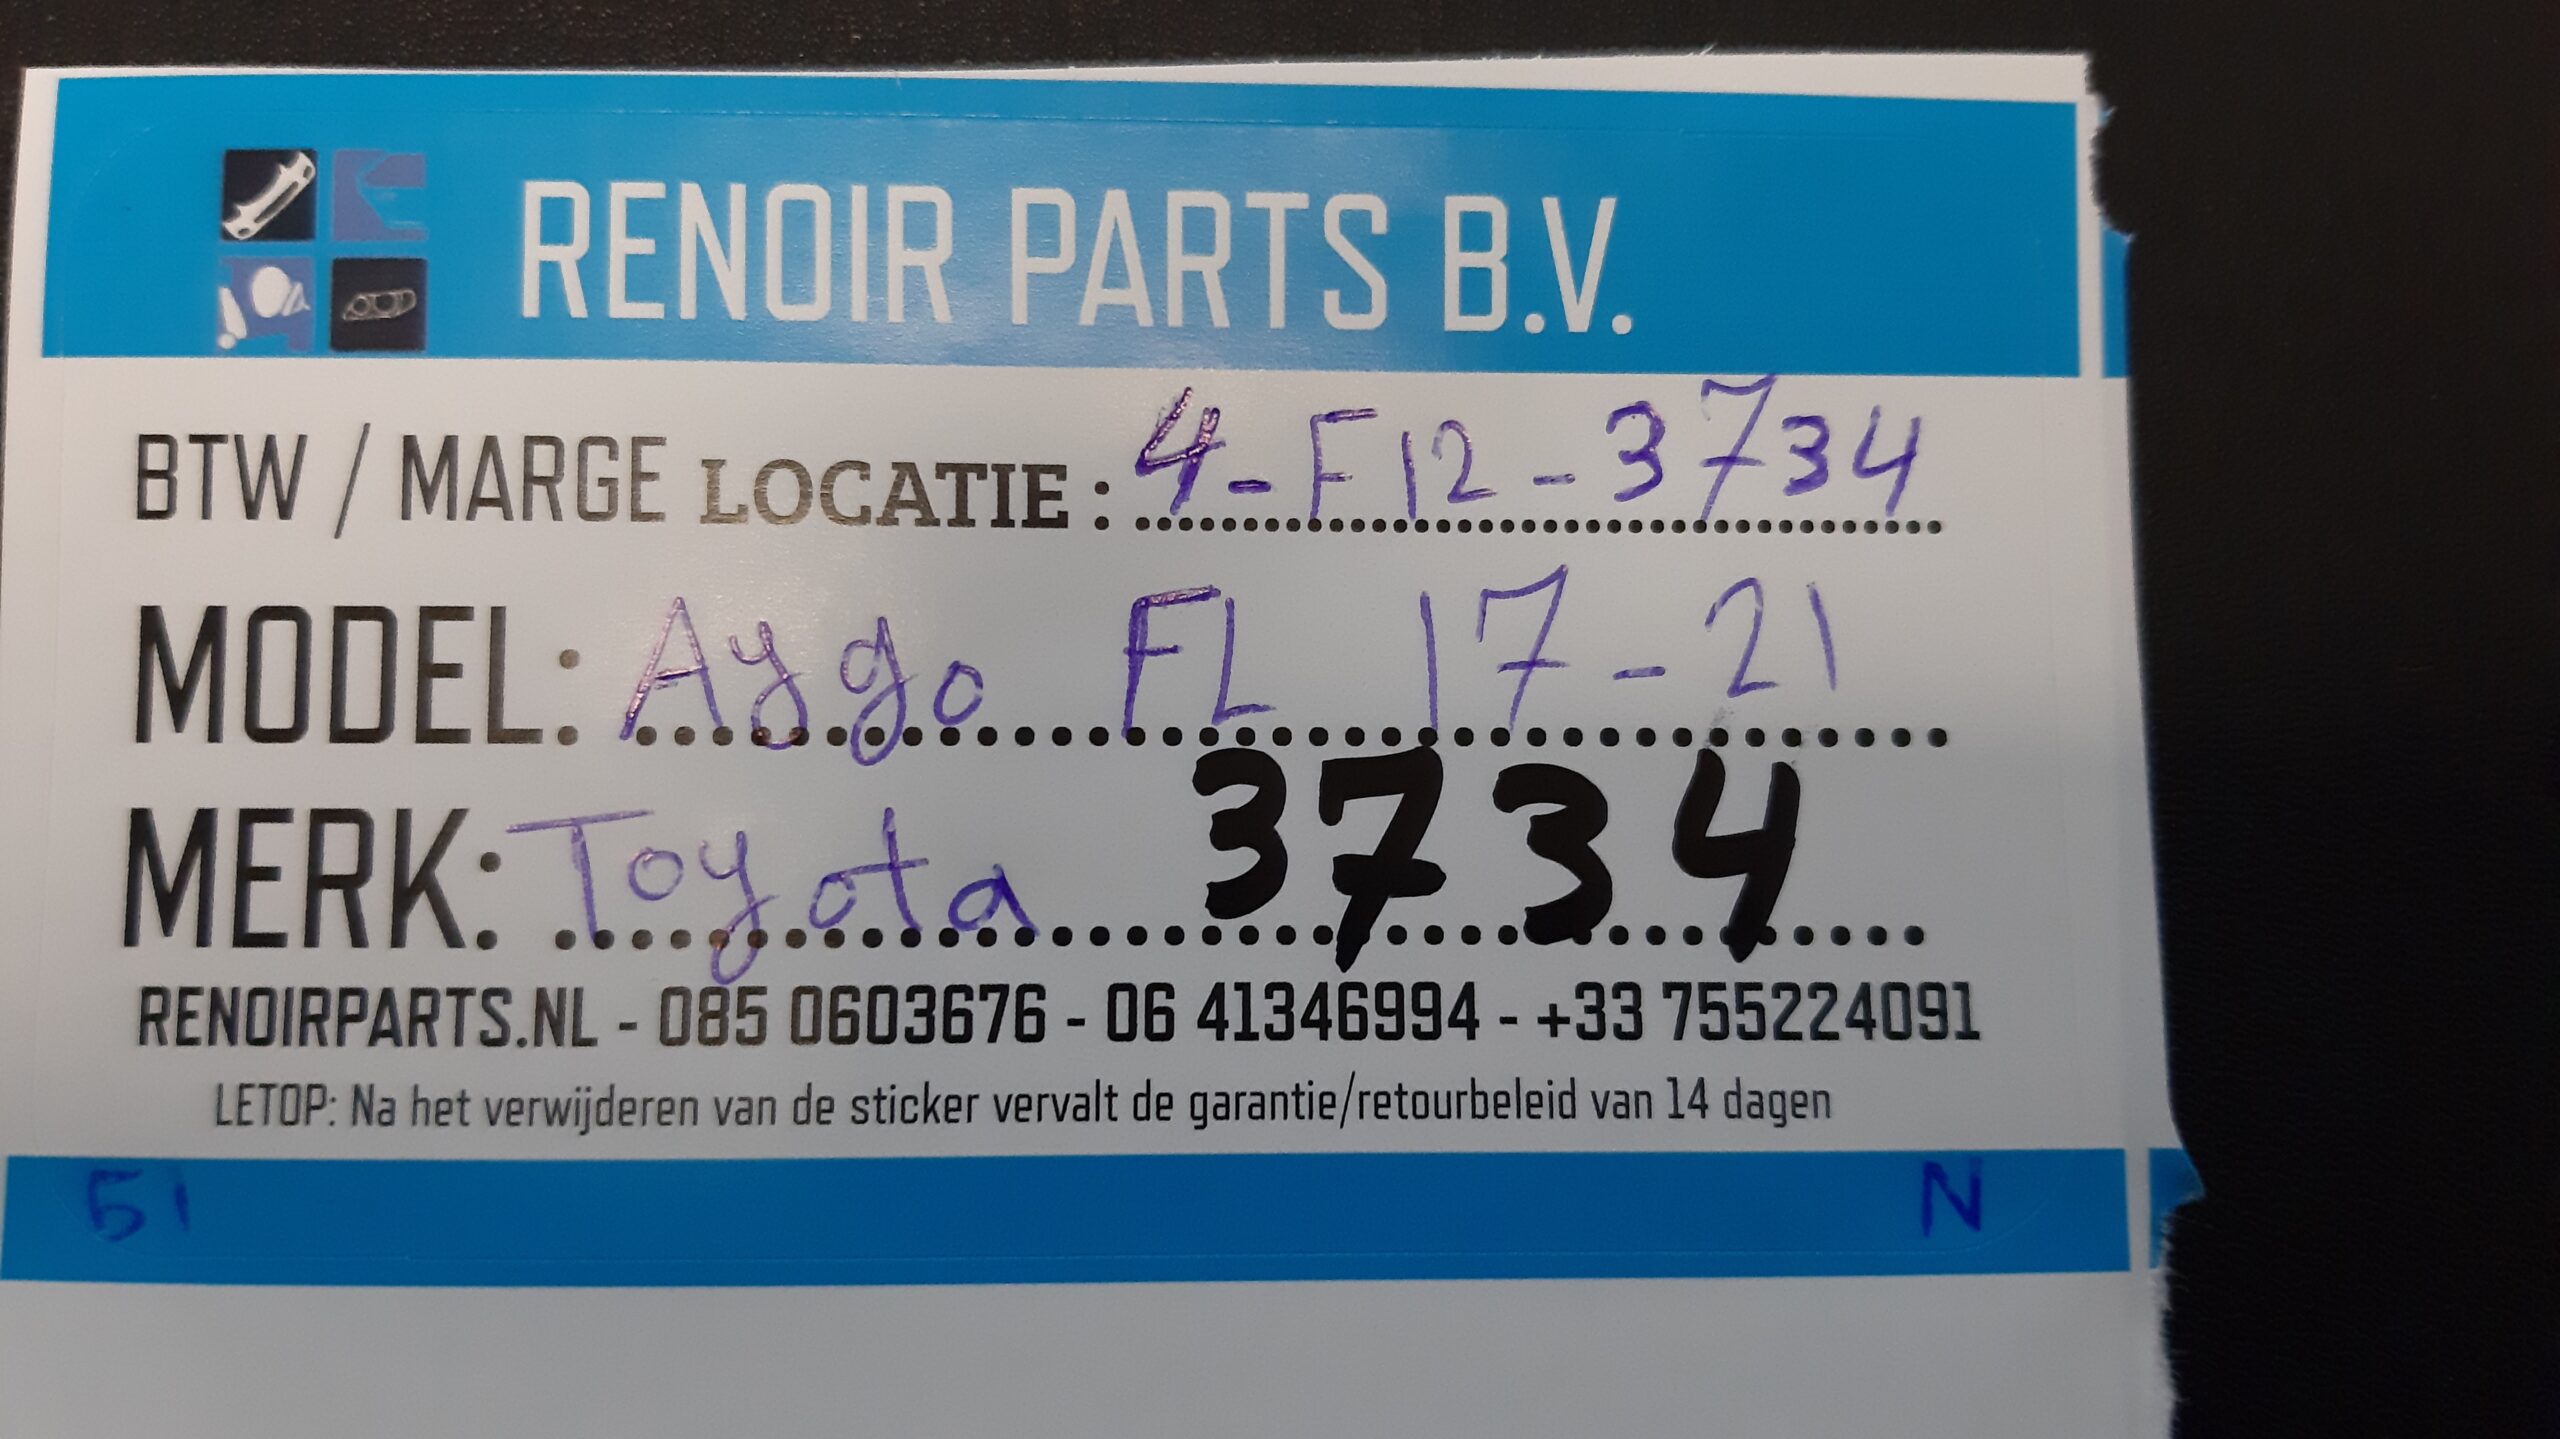 RENOIR PARTS B.V.
BTW / MARGE LOCATIE : 4-F12-3734
MODEL: Aygo FL 17-21
MERK: Toyota 3734
RENOIRPARTS.NL - 085 0603676 - 06 41346994 - +33 755224091
LETOP: Na het verwijderen van de sticker vervalt de garantie/retourbeleid van 14 dagen
51 N